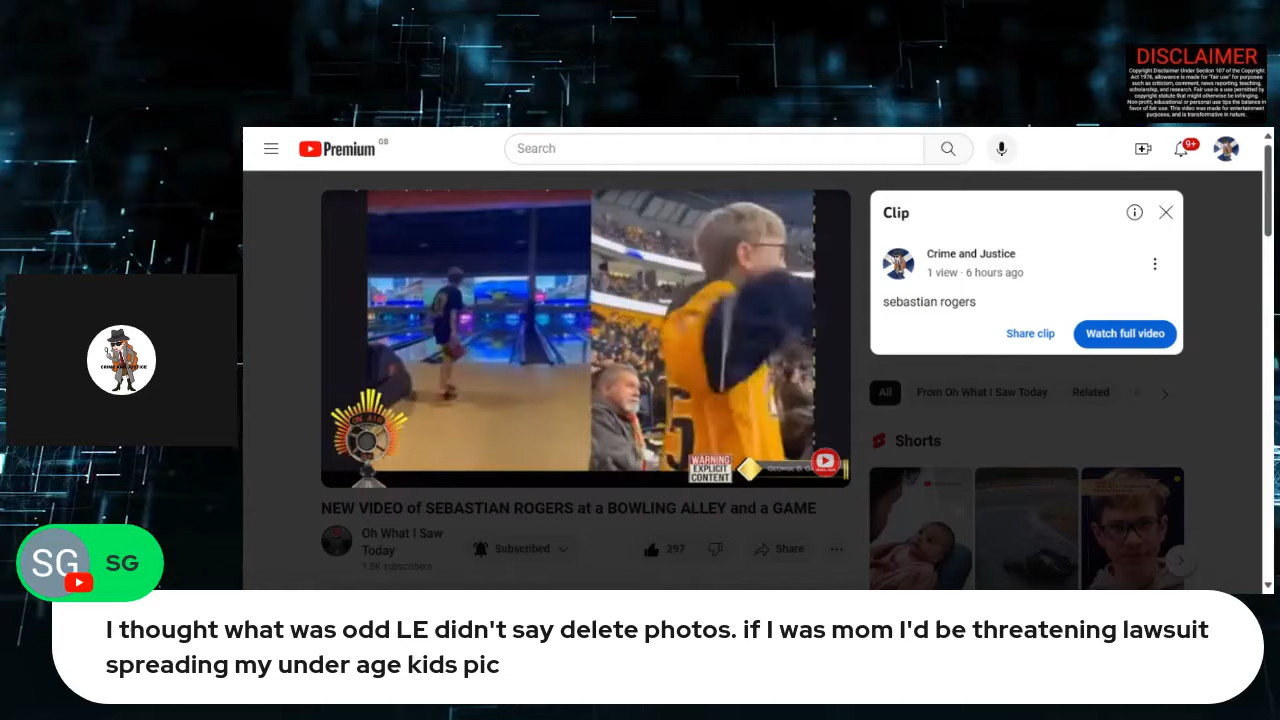 DISCLAIMER
Copyright Disclaimer Under Section 107 of the Copyright
Act 1976, allowance is made for "fair use" for purposes
such as criticism, comment, news reporting, teaching,
scholarship, and research. Fair use is a use permitted by
copyright statute that might otherwise be infringing.
Non-profit, educational or personal use tips the balance in
favor of fair use. This video was made for entertainment
purposes, and is transformative in nature.
Premium GB
Search
9+
Clip
Crime and Justice
1 view · 6 hours ago
sebastian rogers
Share clip
Watch full video
CRIME AND JUSTICE
ON AIR
WARNING
EXPLICIT
CONTENT
All
From Oh What I Saw Today
Related
Shorts
NEW VIDEO of SEBASTIAN ROGERS at a BOWLING ALLEY and a GAME
Oh What I Saw
Today
Subscribed
297
Share
SG
SG
I thought what was odd LE didn't say delete photos. if I was mom I'd be threatening lawsuit
spreading my under age kids pic